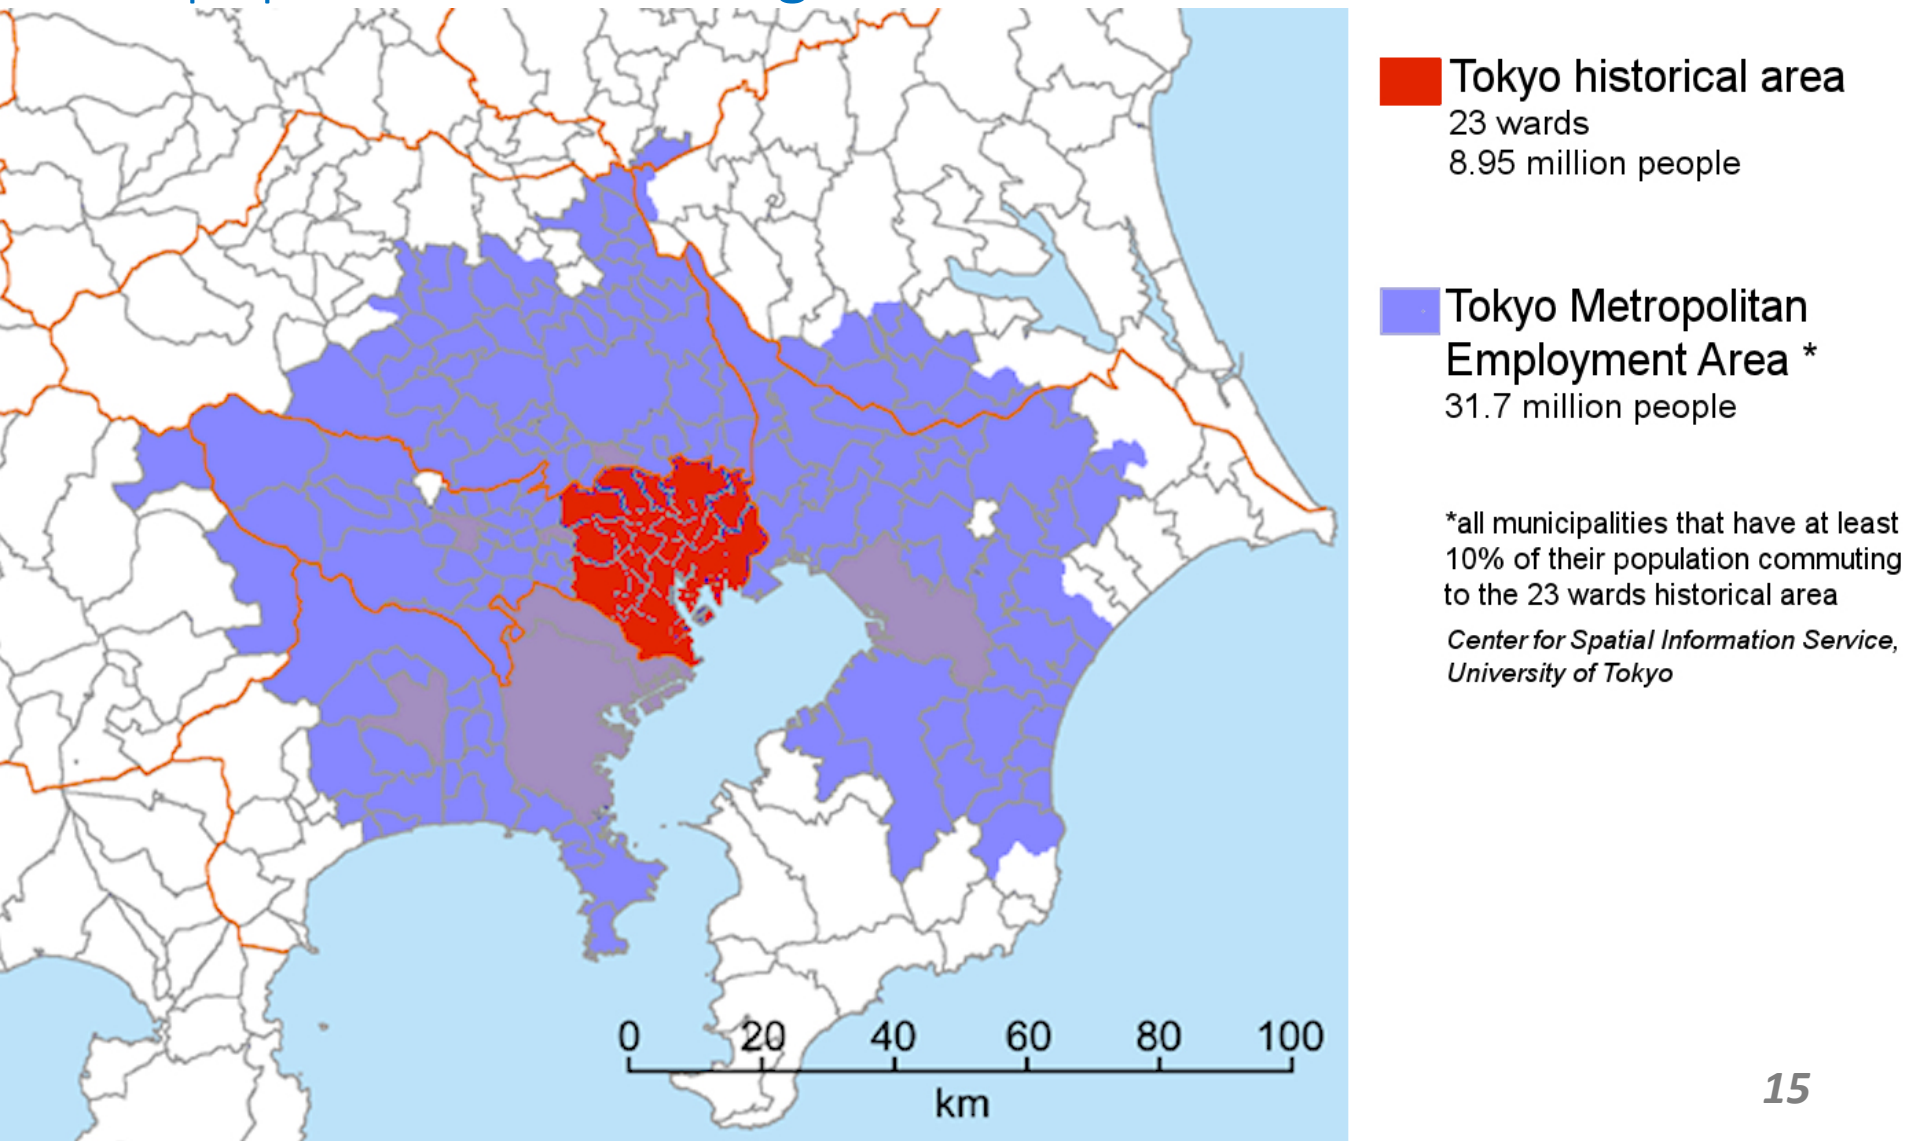 Tokyo historical area
23 wards
8.95 million people
Tokyo Metropolitan
Employment Area *
31.7 million people
*all municipalities that have at least
10% of their population commuting
to the 23 wards historical area
Center for Spatial Information Service,
University of Tokyo
0 20 40 60 80 100
km
15